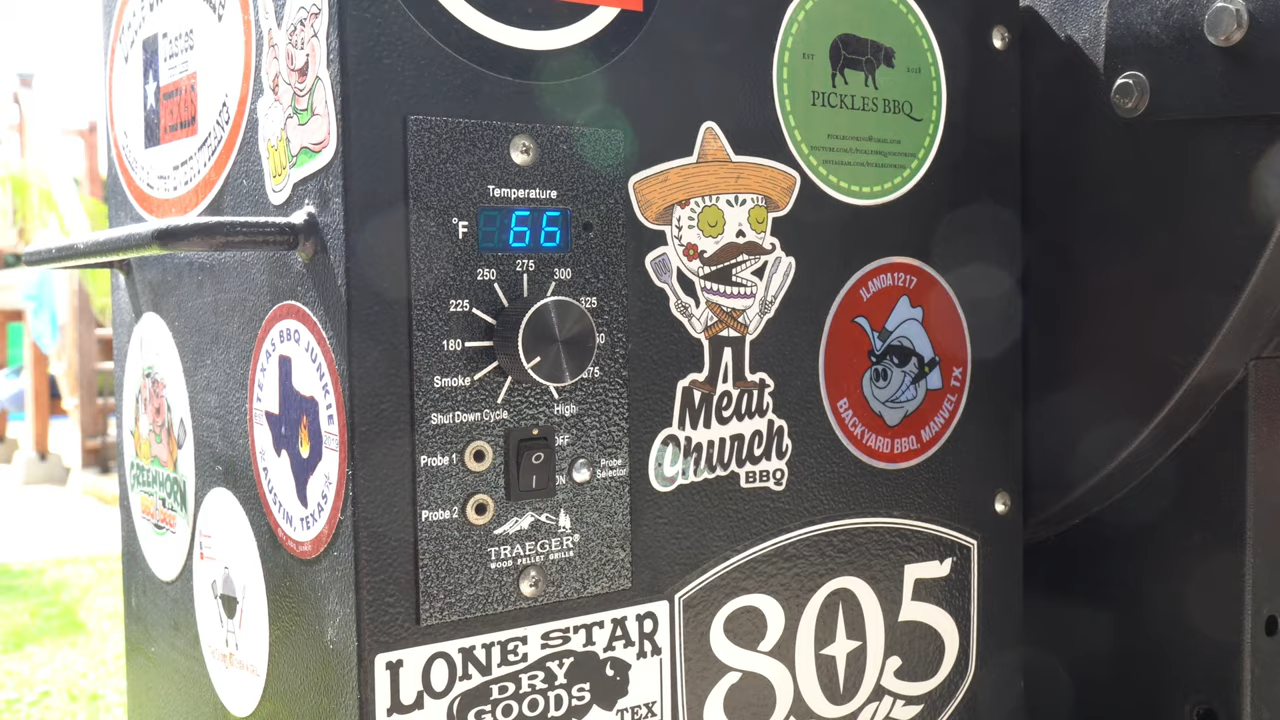 Tastes
TEXAS
EST 2018
PICKLES BBQ
Temperature
°F 66
275
250 300
225 325
180
Smoke
Shut Down Cycle High
OFF
ON
Probe 1
Probe Selector
Probe 2
TRAEGER®
WOOD PELLET GRILLS
Meat
Church
BBQ
JLANDA1217
BACKYARD BBQ, MANVEL TX
TEXAS BBQ JUNKIE
AUSTIN, TEXAS
GREENHORN
LONE STAR
DRY
GOODS
TEX
805